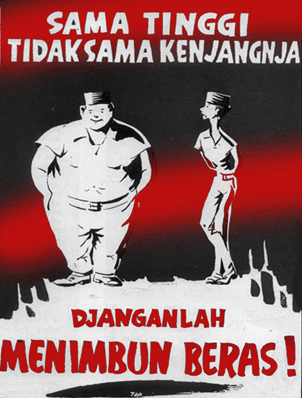 SAMA TINGGI
TIDAK SAMA KENJANGNJA
DJANGANLAH
MENIMBUN BERAS!